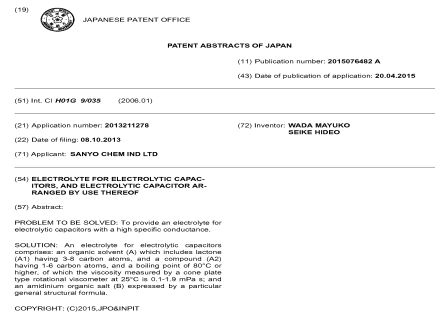 (19)
JAPANESE PATENT OFFICE
PATENT ABSTRACTS OF JAPAN
(11) Publication number: 2015076482 A
(43) Date of publication of application: 20.04.2015
(51) Int. Cl H01G 9/035 (2006.01)
(21) Application number: 2013211278
(22) Date of filing: 08.10.2013
(71) Applicant: SANYO CHEM IND LTD
(72) Inventor: WADA MAYUKO
SEIKE HIDEO
(54) ELECTROLYTE FOR ELECTROLYTIC CAPAC-
ITORS, AND ELECTROLYTIC CAPACITOR AR-
RANGED BY USE THEREOF
(57) Abstract:
PROBLEM TO BE SOLVED: To provide an electrolyte for
electrolytic capacitors with a high specific conductance.
SOLUTION: An electrolyte for electrolytic capacitors
comprises: an organic solvent (A) which includes lactone
(A1) having 3-8 carbon atoms, and a compound (A2)
having 1-6 carbon atoms, and a boiling point of 80°C or
higher, of which the viscosity measured by a cone plate
type rotational viscometer at 25°C is 0.1-1.9 mPa s; and
an amidinium organic salt (B) expressed by a particular
general structural formula.
COPYRIGHT: (C)2015,JPO&INPIT